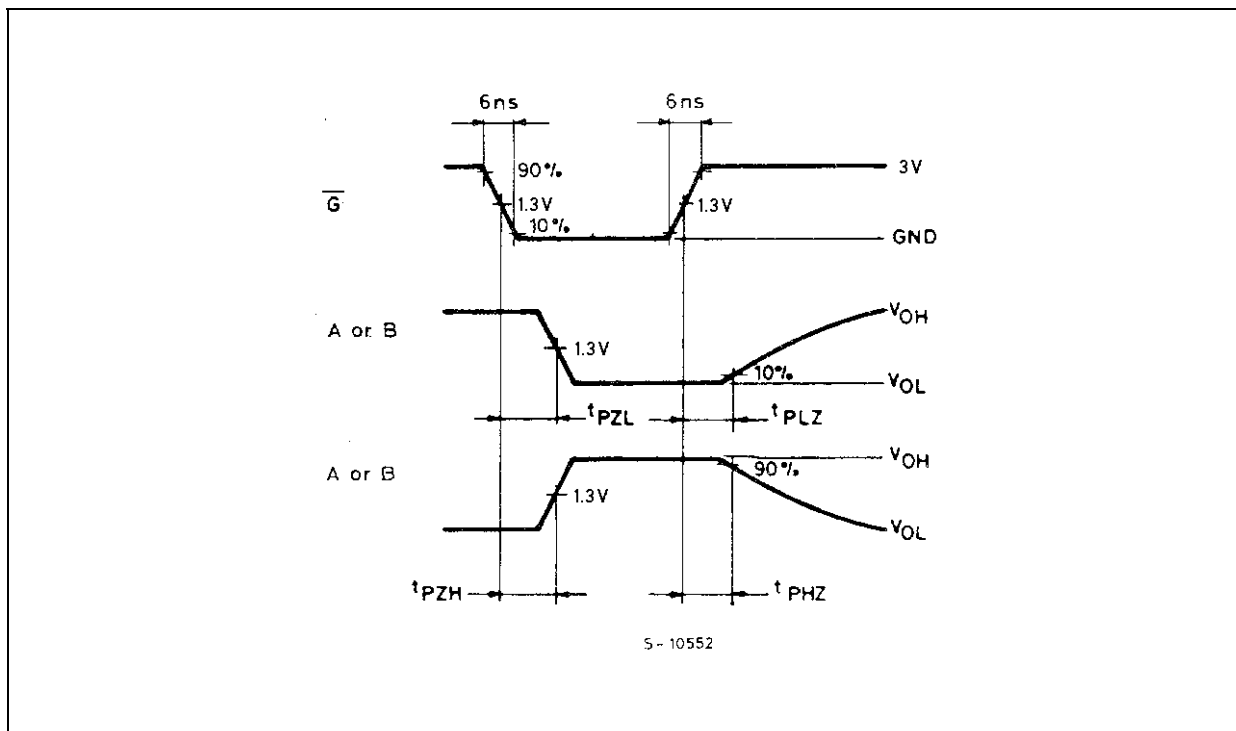 6ns 6ns
90%
3V
G
1.3V 1.3V
10%
GND
A or B
VOH
1.3V
10%
VOL
tPZL tPLZ
VOH
A or B
90%
1.3V
VOL
tPZH tPHZ
S-10552